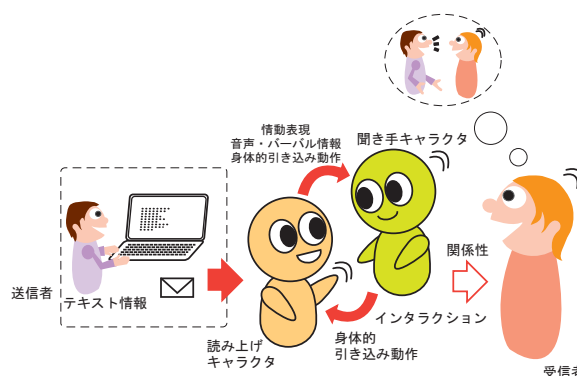 情動表現
音声・バーバル情報
身体的引き込み動作
聞き手キャラクタ
関係性
送信者
テキスト情報
インタラクション
読み上げ
キャラクタ
身体的
引き込み動作
受信者